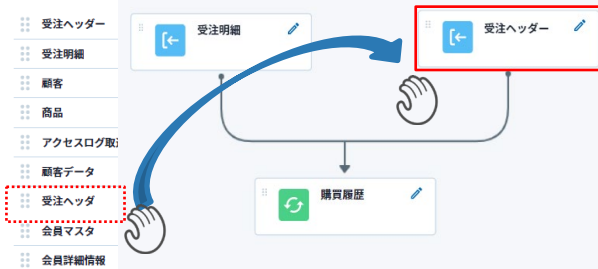 受注ヘッダー
受注明細
顧客
商品
アクセスログ取
顧客データ
受注ヘッダ
会員マスタ
会員詳細情報
受注明細
受注ヘッダー
購買履歴